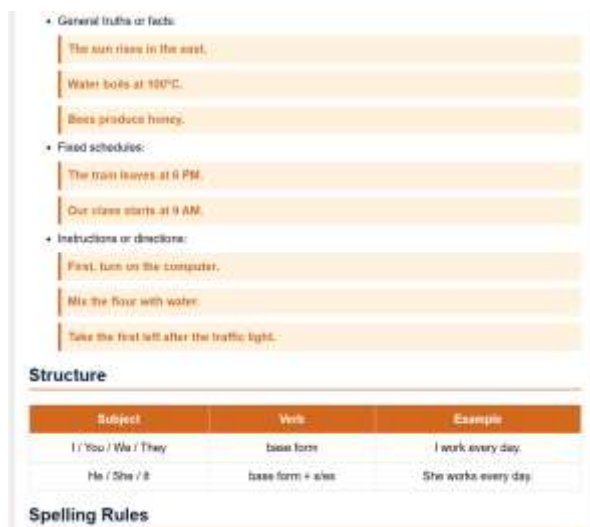 • General truths or facts:
The sun rises in the east.
Water boils at 100°C.
Bees produce honey.
• Fixed schedules:
The train leaves at 6 PM.
Our class starts at 9 AM.
• Instructions or directions:
First, turn on the computer.
Mix the flour with water.
Take the first left after the traffic light.
Structure
Subject Verb Example
I / You / We / They base form I work every day.
He / She / It base form + s/es She works every day.
Spelling Rules